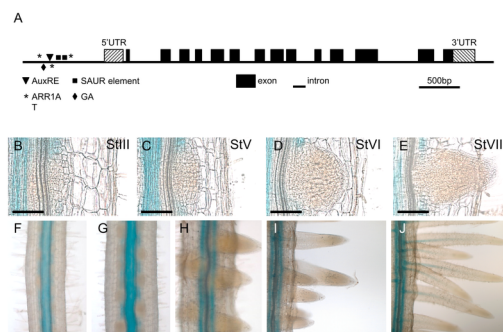 A
5'UTR
3'UTR
AuxRE
SAUR element
exon
intron
500bp
* ARR1A
T
GA
B
StIII
C
StV
D
StVI
E
StVII
F
G
H
I
J